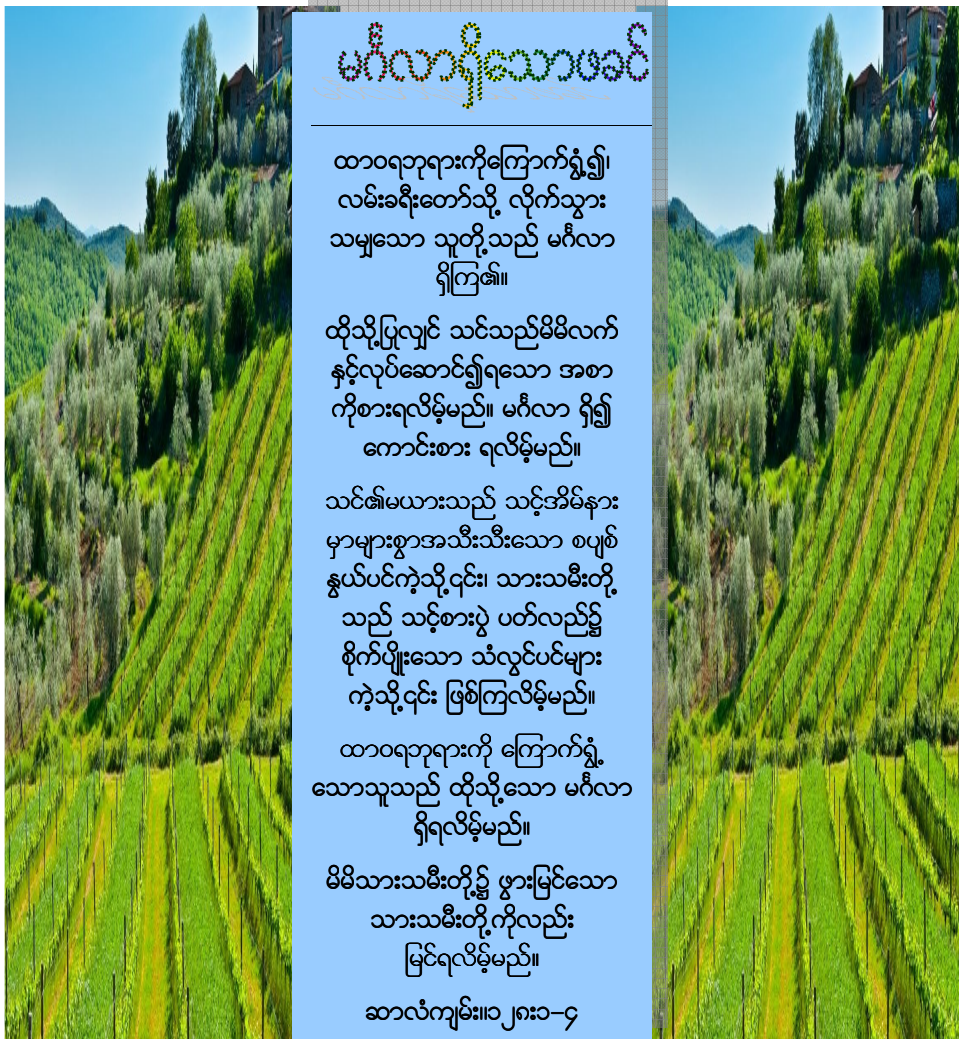 မင်္ဂလာရှိသောဖခင်
ထာဝရဘုရားကိုကြောက်ရွံ့၍၊
လမ်းခရီးတော်သို့ လိုက်သွား
သမျှသော သူတို့သည် မင်္ဂလာ
ရှိကြ၏။
ထိုသို့ပြုလျှင် သင်သည်မိမိလက်
နှင့်လုပ်ဆောင်၍ရသော အစာ
ကိုစားရလိမ့်မည်။ မင်္ဂလာ ရှိ၍
ကောင်းစား ရလိမ့်မည်။
သင်၏မယားသည် သင့်အိမ်နား
မှာများစွာအသီးသီးသော စပျစ်
နွယ်ပင်ကဲ့သို့၎င်း၊ သားသမီးတို့
သည် သင့်စားပွဲ ပတ်လည်၌
စိုက်ပျိုးသော သံလွင်ပင်များ
ကဲ့သို့၎င်း ဖြစ်ကြလိမ့်မည်။
ထာဝရဘုရားကို ကြောက်ရွံ့
သောသူသည် ထိုသို့သော မင်္ဂလာ
ရှိရလိမ့်မည်။
မိမိသားသမီးတို့၌ ဖွားမြင်သော
သားသမီးတို့ကိုလည်း
မြင်ရလိမ့်မည်။
ဆာလံကျမ်း။၁၂၈း၁–၄